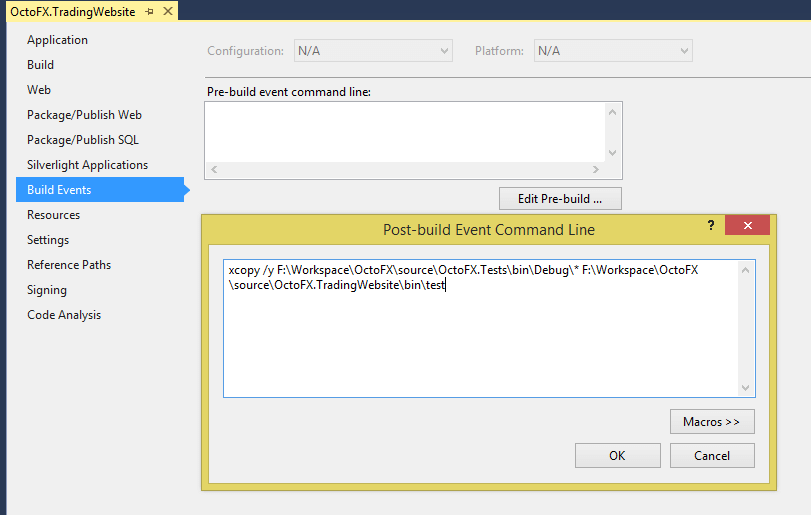 OctoFX.TradingWebsite
Application
Build
Web
Package/Publish Web
Package/Publish SQL
Silverlight Applications
Build Events
Resources
Settings
Reference Paths
Signing
Code Analysis
Configuration: N/A Platform: N/A
Pre-build event command line:
Edit Pre-build ...
Post-build Event Command Line
?
xcopy /y F:\Workspace\OctoFX\source\OctoFX.Tests\bin\Debug\* F:\Workspace\OctoFX
\source\OctoFX.TradingWebsite\bin\test
Macros >>
OK Cancel